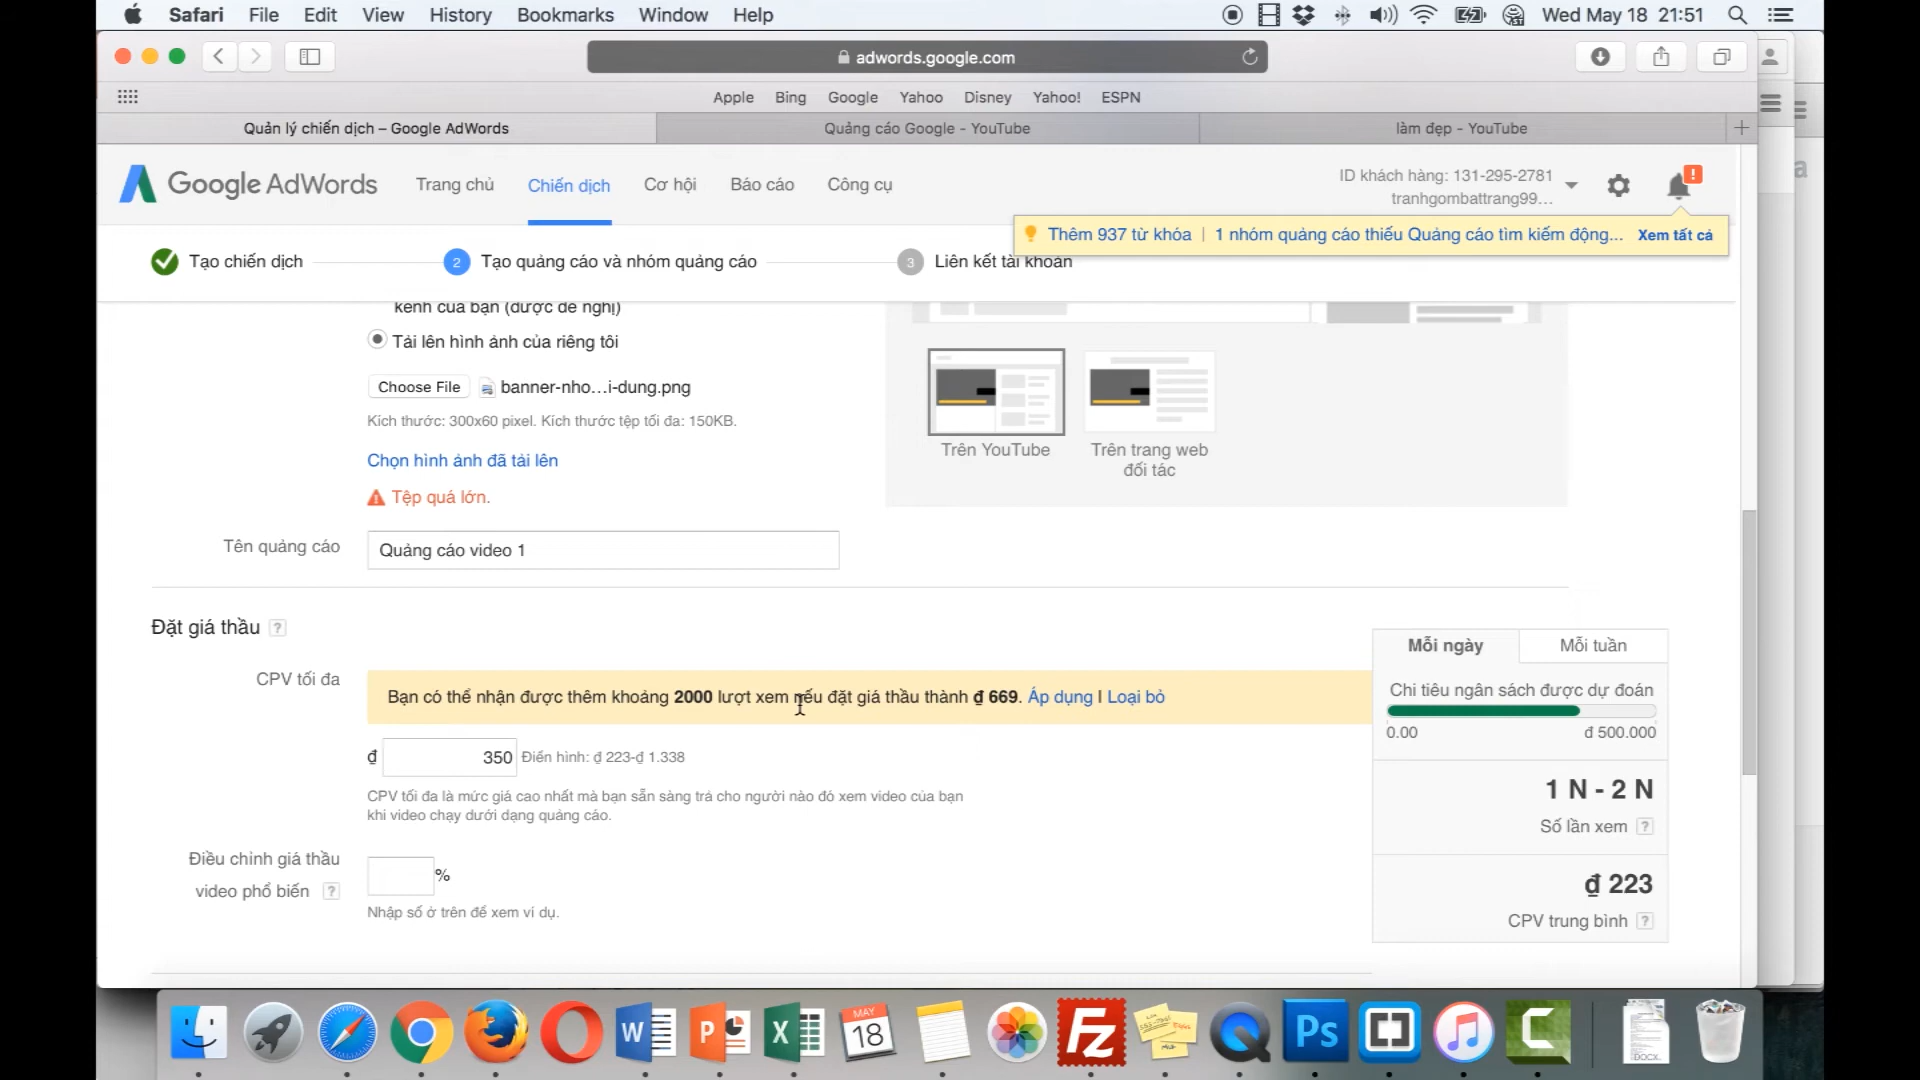 Safari File Edit View History Bookmarks Window Help Wed May 18 21:51
adwords.google.com
Apple Bing Google Yahoo Disney Yahoo! ESPN
Quản lý chiến dịch – Google AdWords Quảng cáo Google - YouTube làm đẹp - YouTube
Google AdWords Trang chủ Chiến dịch Cơ hội Báo cáo Công cụ
ID khách hàng: 131-295-2781
tranhgombattrang99...
Thêm 937 từ khóa | 1 nhóm quảng cáo thiếu Quảng cáo tìm kiếm động... Xem tất cả
Tạo chiến dịch 2 Tạo quảng cáo và nhóm quảng cáo 3 Liên kết tài khoản
kênh của bạn (được đề nghị)
Tải lên hình ảnh của riêng tôi
Choose File banner-nho...i-dung.png
Kích thước: 300x60 pixel. Kích thước tệp tối đa: 150KB.
Chọn hình ảnh đã tải lên
Tệp quá lớn.
Trên YouTube
Trên trang web
đối tác
Tên quảng cáo Quảng cáo video 1
Đặt giá thầu ?
CPV tối đa
Bạn có thể nhận được thêm khoảng 2000 lượt xem nếu đặt giá thầu thành ₫ 669. Áp dụng | Loại bỏ
₫ 350 Điển hình: ₫ 223-₫ 1.338
CPV tối đa là mức giá cao nhất mà bạn sẵn sàng trả cho người nào đó xem video của bạn
khi video chạy dưới dạng quảng cáo.
Điều chỉnh giá thầu
video phổ biến ?
%
Nhập số ở trên để xem ví dụ.
Mỗi ngày Mỗi tuần
Chi tiêu ngân sách được dự đoán
0.00 ₫ 500.000
1 N - 2 N
Số lần xem ?
₫ 223
CPV trung bình ?
W P X
MAY
18
Fz
Ps
C
DOCX